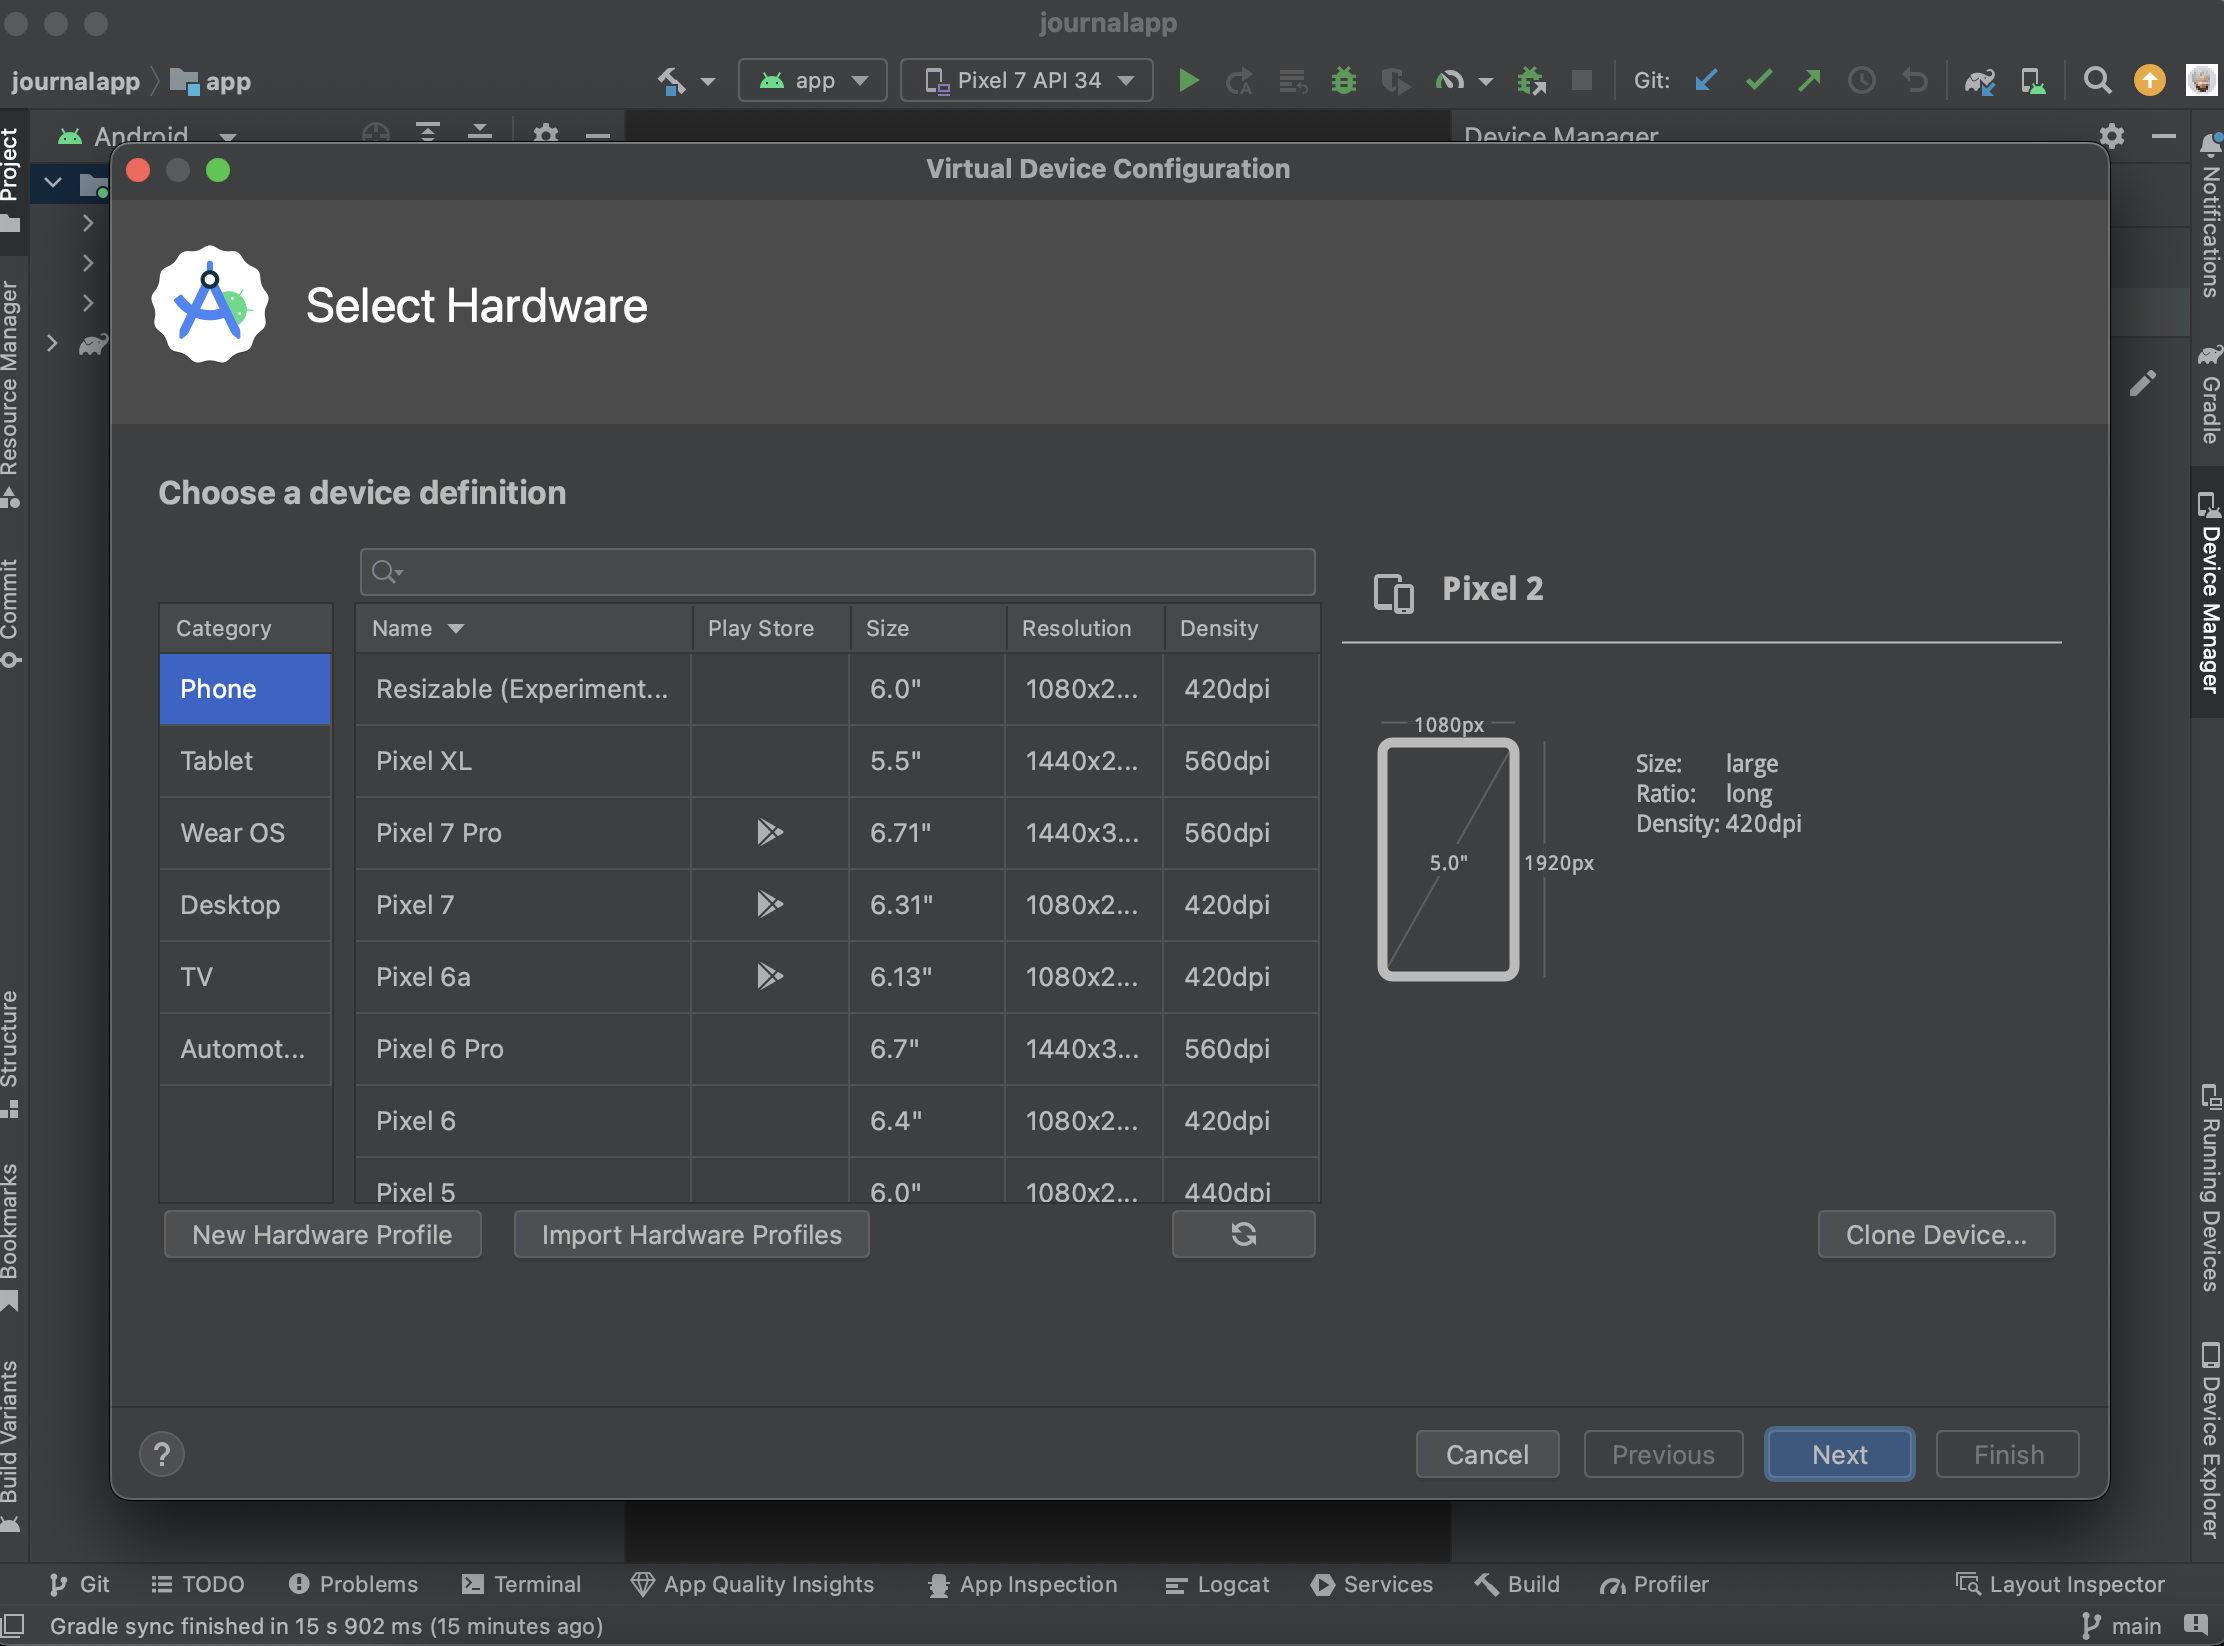 journalapp
journalapp
app
app
Pixel 7 API 34
Git:
Android
Device Manager
Project
Resource Manager
Commit
Structure
Bookmarks
Build Variants
Notifications
Gradle
Device Manager
Running Devices
Device Explorer
Virtual Device Configuration
Select Hardware
Choose a device definition
Category
Phone
Tablet
Wear OS
Desktop
TV
Automot...
Name Play Store Size Resolution Density
Resizable (Experiment... 6.0" 1080x2... 420dpi
Pixel XL 5.5" 1440x2... 560dpi
Pixel 7 Pro 6.71" 1440x3... 560dpi
Pixel 7 6.31" 1080x2... 420dpi
Pixel 6a 6.13" 1080x2... 420dpi
Pixel 6 Pro 6.7" 1440x3... 560dpi
Pixel 6 6.4" 1080x2... 420dpi
Pixel 5 6.0" 1080x2... 440dpi
Pixel 2
1080px
5.0"
1920px
Size: large
Ratio: long
Density: 420dpi
New Hardware Profile
Import Hardware Profiles
Clone Device...
?
Cancel
Previous
Next
Finish
Git
TODO
Problems
Terminal
App Quality Insights
App Inspection
Logcat
Services
Build
Profiler
Layout Inspector
Gradle sync finished in 15 s 902 ms (15 minutes ago)
main